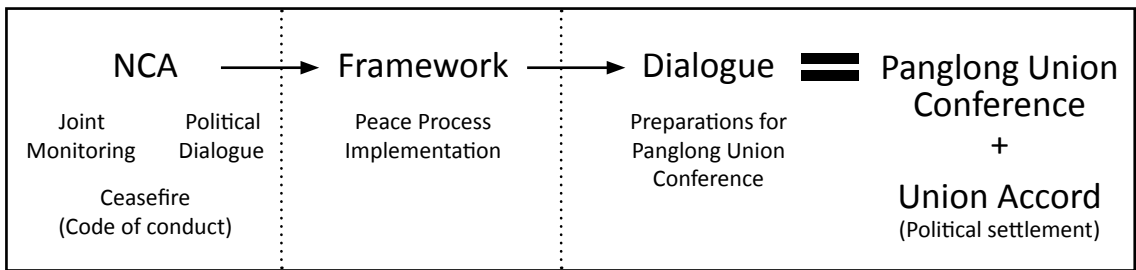 NCA
Joint
Monitoring
Political
Dialogue
Ceasefire
(Code of conduct)
Framework
Peace Process
Implementation
Dialogue
Preparations for
Panglong Union
Conference
=
Panglong Union
Conference
+
Union Accord
(Political settlement)